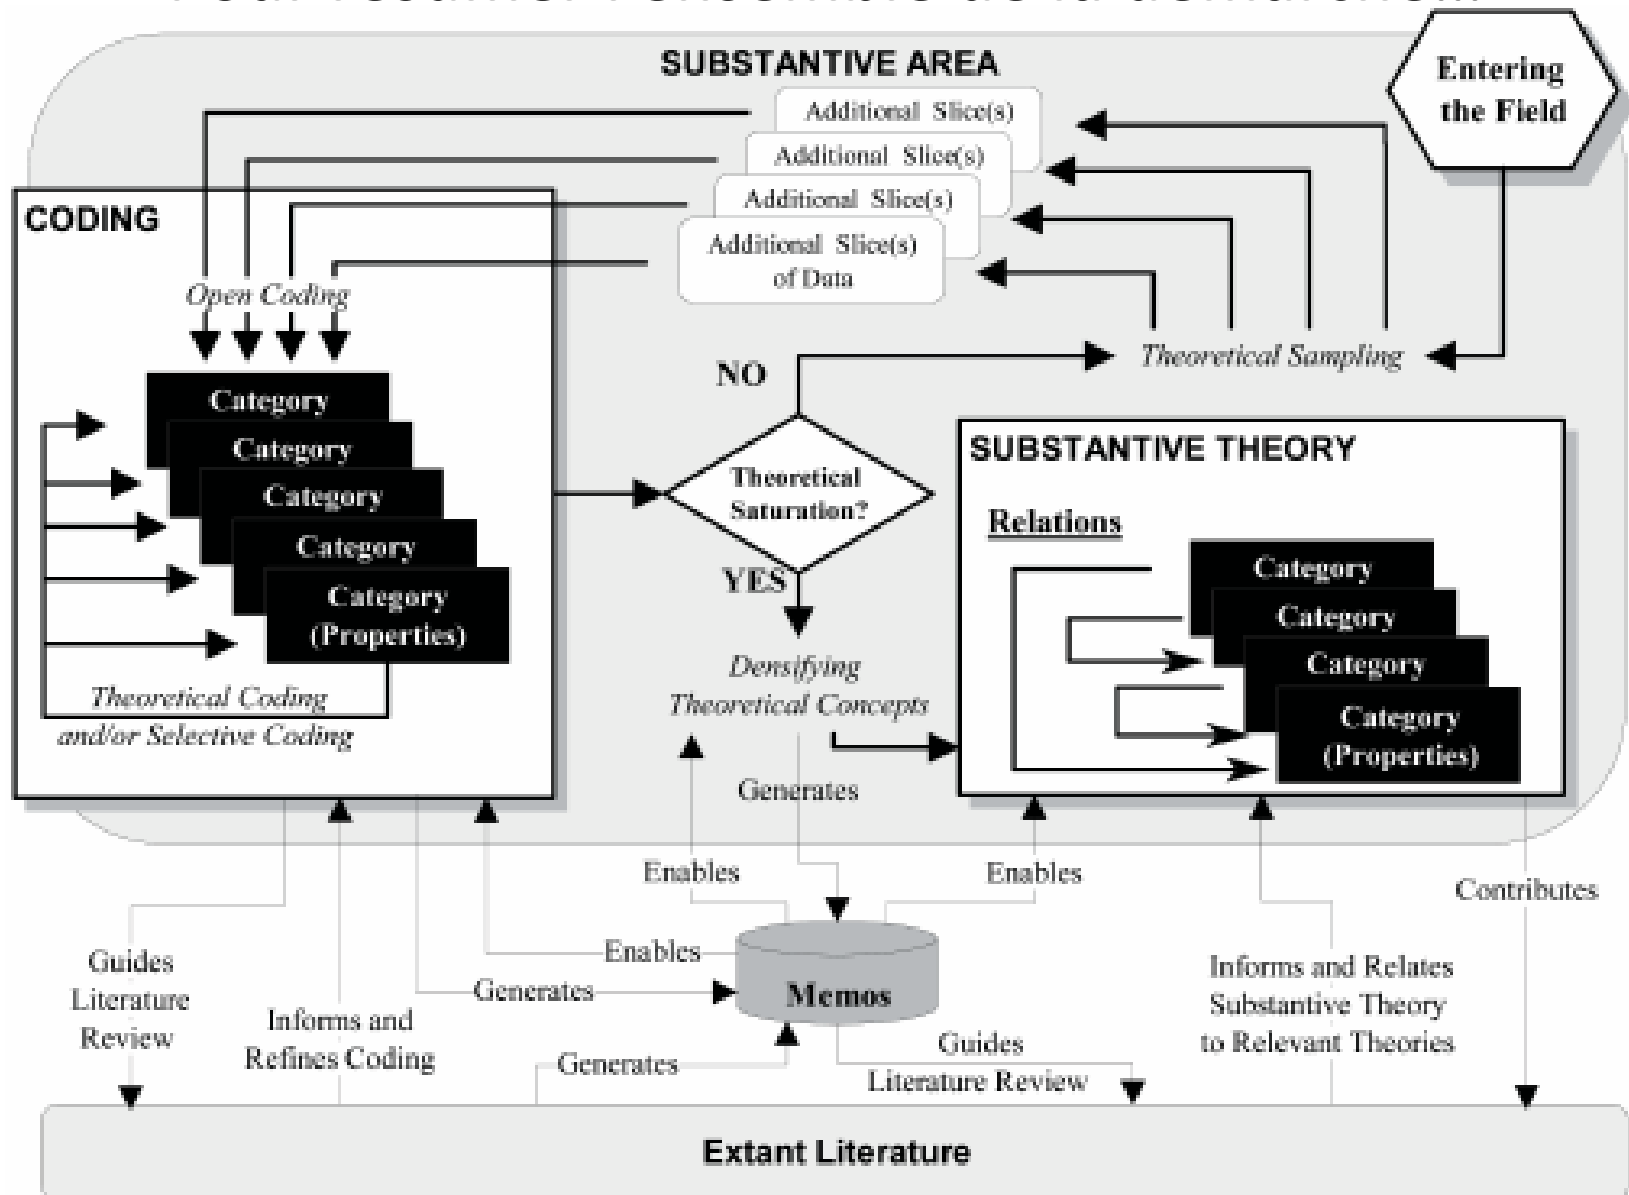 SUBSTANTIVE AREA
Entering
the Field
Additional Slice(s)
Additional Slice(s)
Additional Slice(s)
Additional Slice(s)
of Data
CODING
Open Coding
Theoretical Sampling
NO
Category
Category
Category
Category
Category
(Properties)
Theoretical
Saturation?
YES
SUBSTANTIVE THEORY
Relations
Category
Category
Category
Category
(Properties)
Theoretical Coding
and/or Selective Coding
Densifying
Theoretical Concepts
Generates
Enables
Enables
Contributes
Guides
Literature
Review
Enables
Generates
Memos
Informs and Relates
Substantive Theory
to Relevant Theories
Informs and
Refines Coding
Generates
Guides
Literature Review
Extant Literature